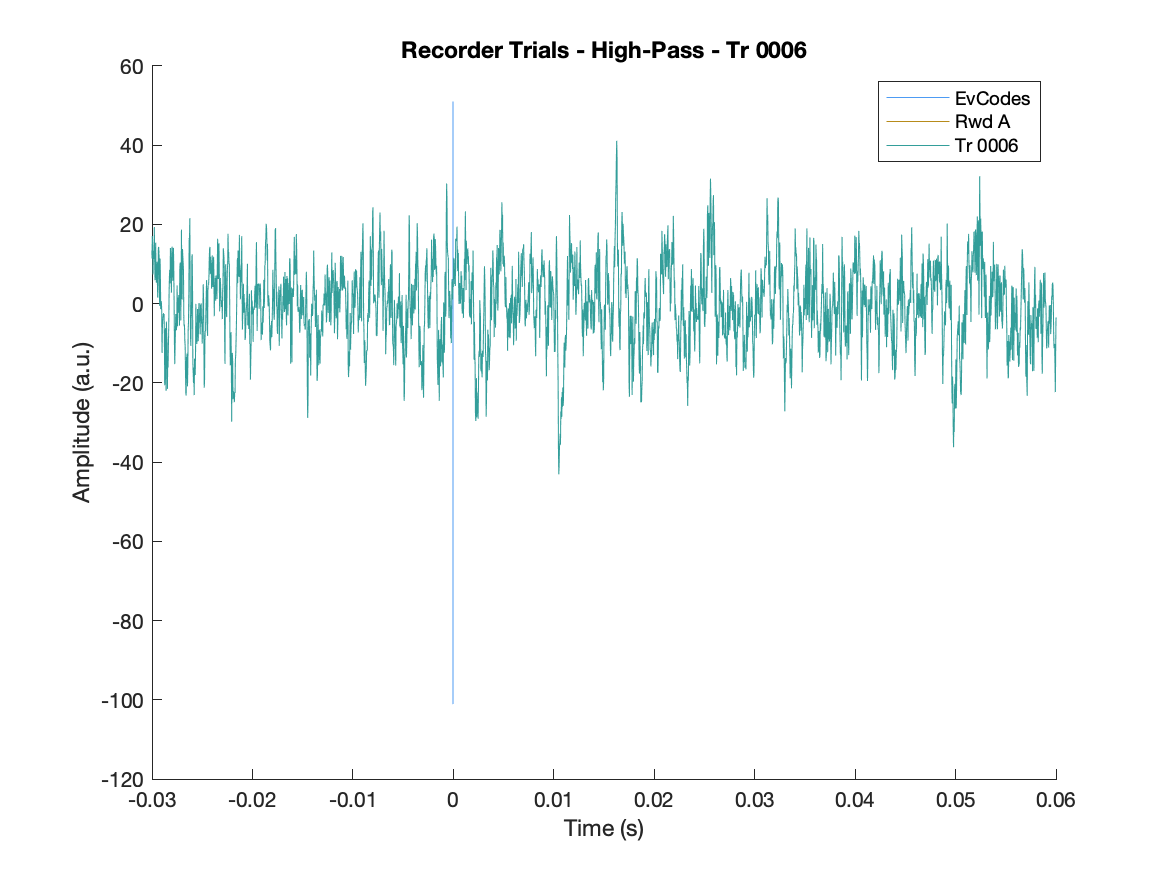 Recorder Trials - High-Pass - Tr 0006
EvCodes
Rwd A
Tr 0006
60
40
20
0
-20
-40
-60
-80
-100
-120
Amplitude (a.u.)
-0.03 -0.02 -0.01 0 0.01 0.02 0.03 0.04 0.05 0.06
Time (s)